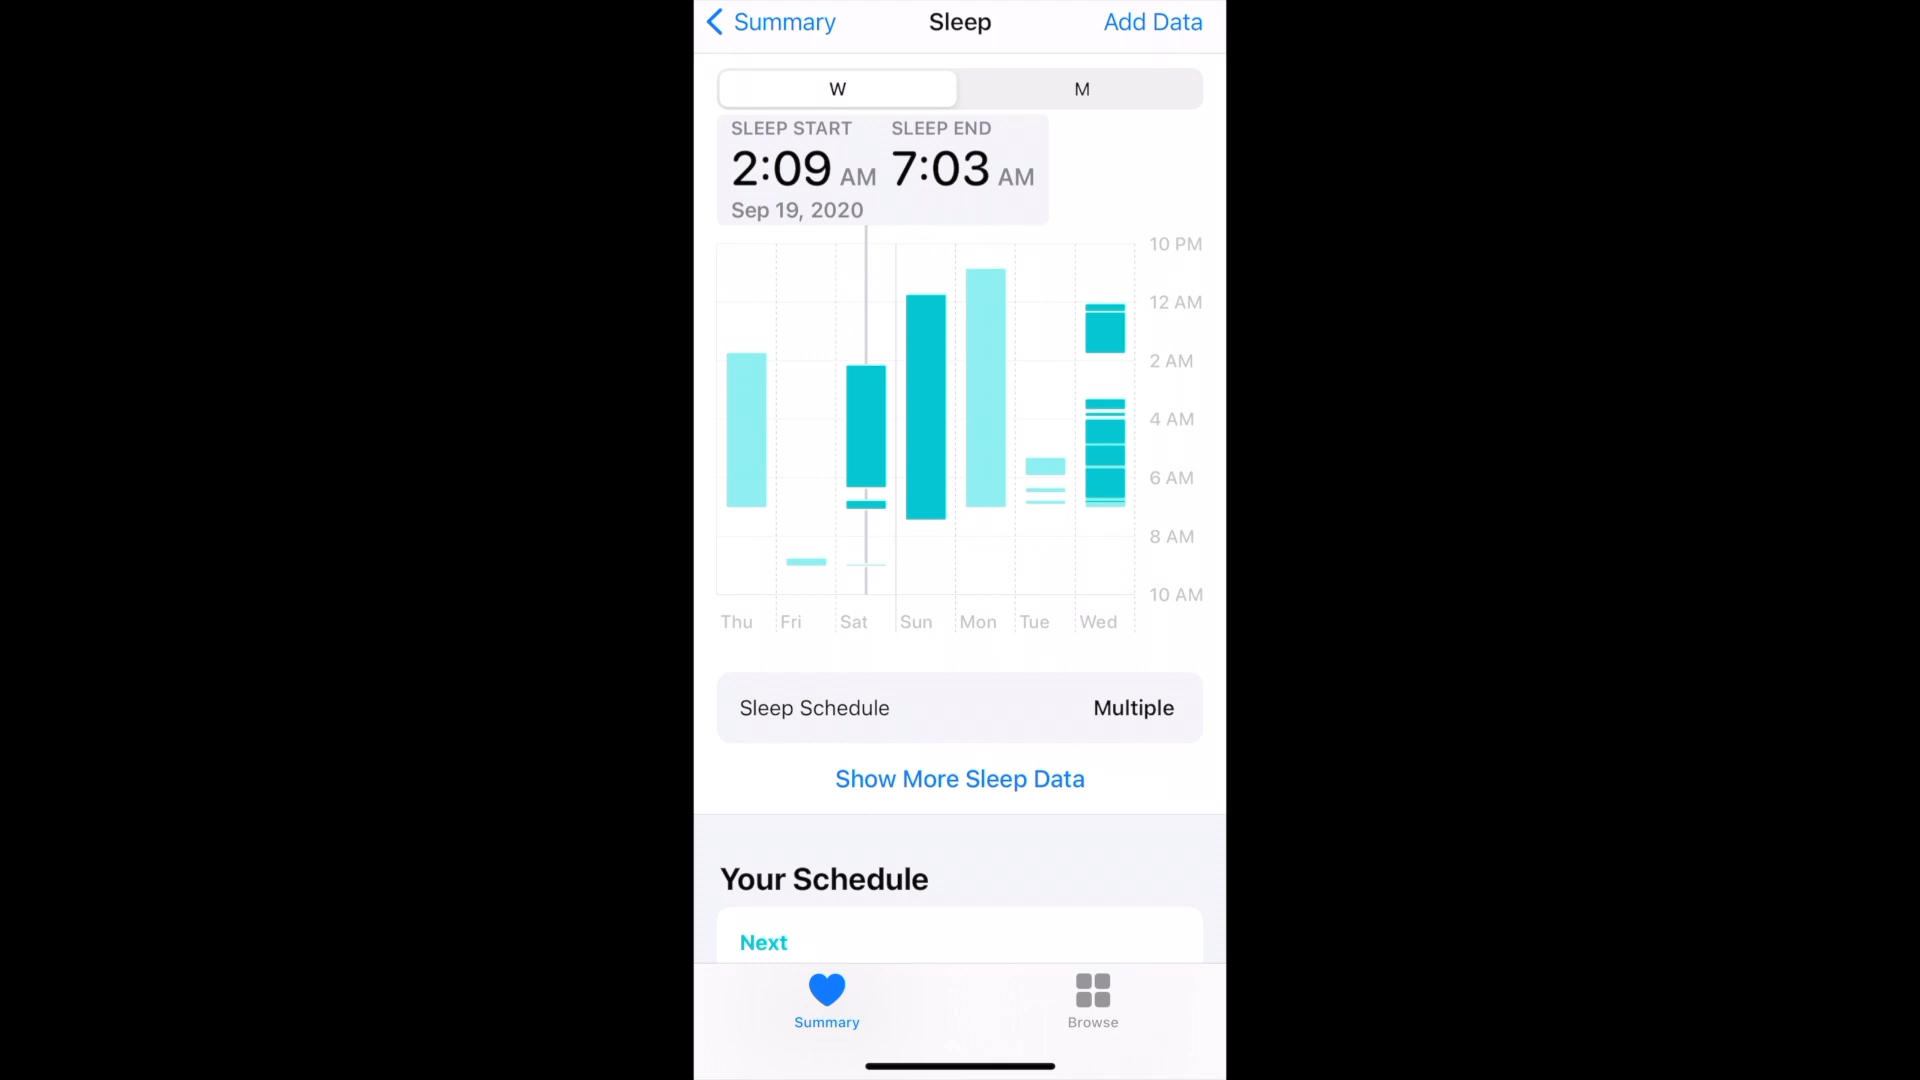 Summary Sleep Add Data
W M
SLEEP START SLEEP END
2:09 AM 7:03 AM
Sep 19, 2020
10 PM
12 AM
2 AM
4 AM
6 AM
8 AM
10 AM
Thu Fri Sat Sun Mon Tue Wed
Sleep Schedule Multiple
Show More Sleep Data
Your Schedule
Next
Summary Browse